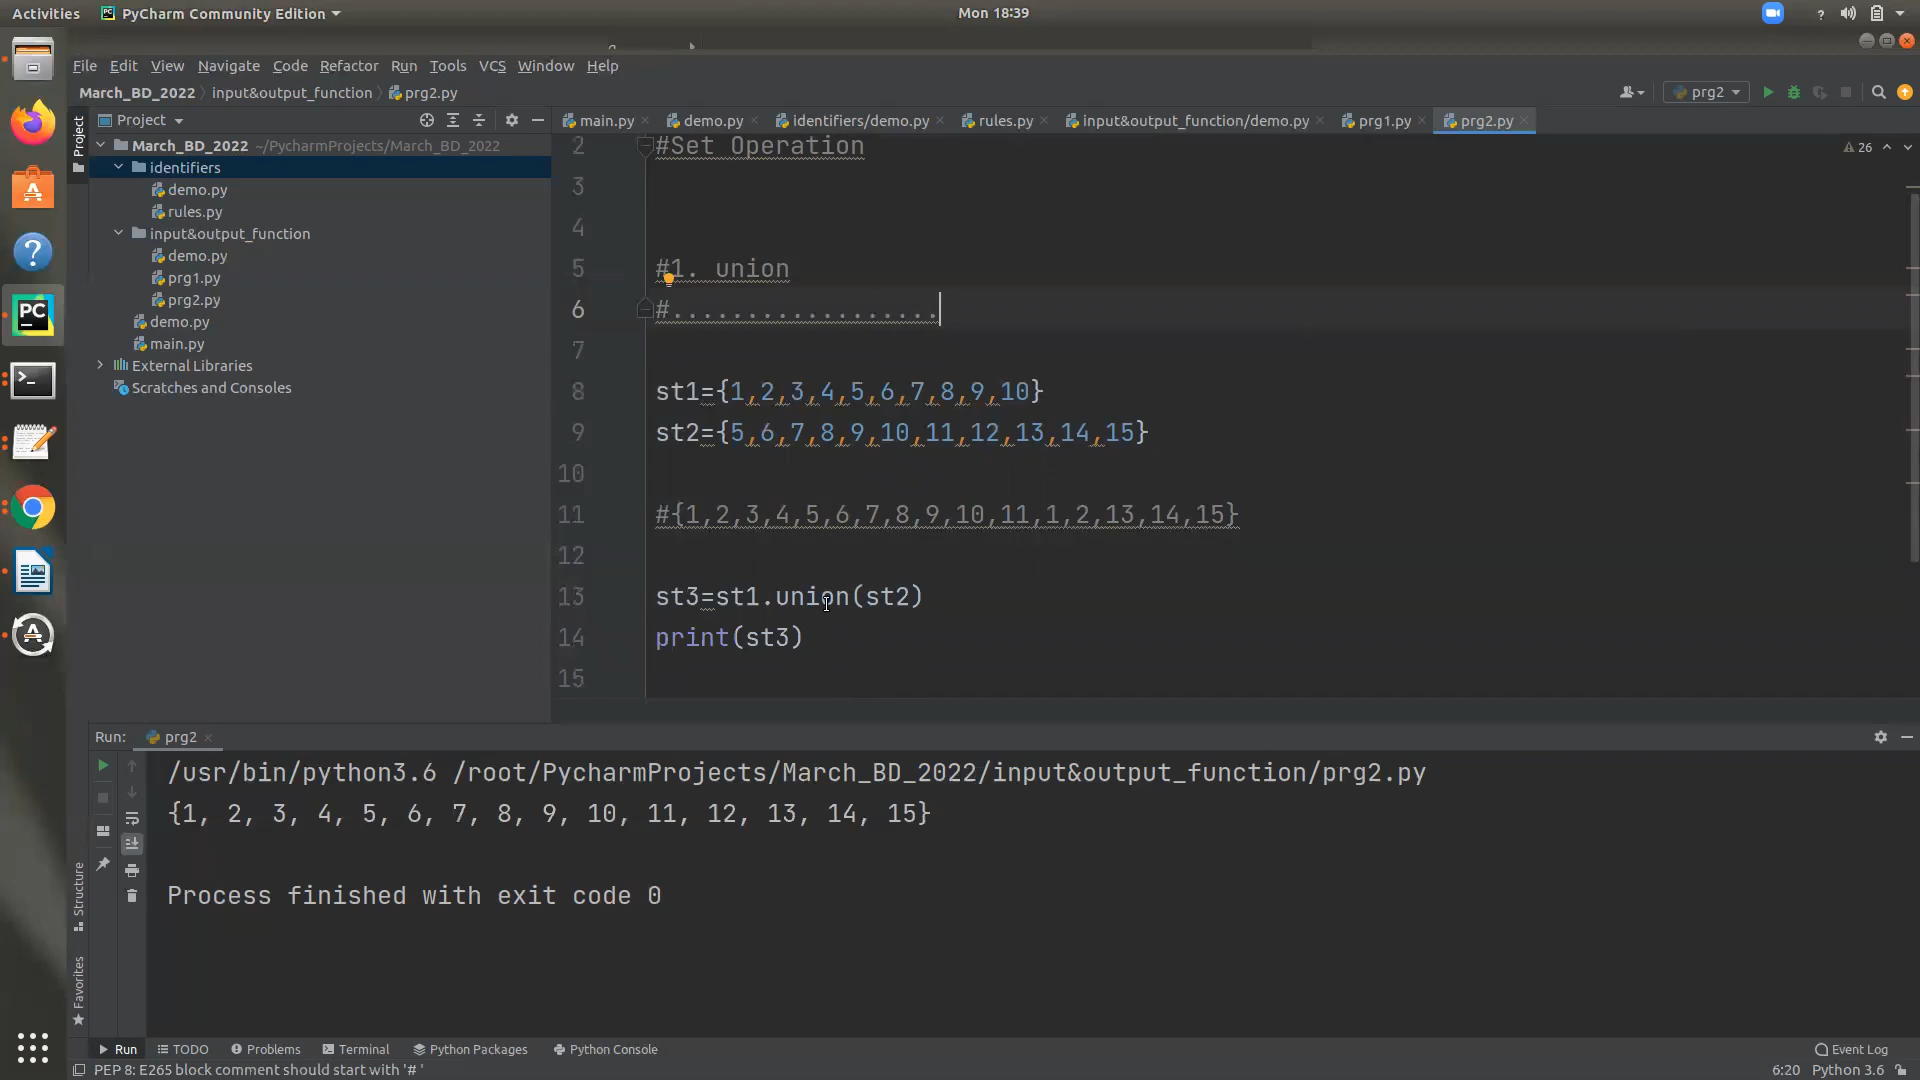 Activities PyCharm Community Edition Mon 18:39
File Edit View Navigate Code Refactor Run Tools VCS Window Help
March_BD_2022 input&output_function prg2.py prg2
Project main.py demo.py identifiers/demo.py rules.py input&output_function/demo.py prg1.py prg2.py
Project
March_BD_2022 ~/PycharmProjects/March_BD_2022
identifiers
demo.py
rules.py
input&output_function
demo.py
prg1.py
prg2.py
demo.py
main.py
External Libraries
Scratches and Consoles
26
2 #Set Operation
3
4
5 #1. union
6 #..................
7
8 st1={1,2,3,4,5,6,7,8,9,10}
9 st2={5,6,7,8,9,10,11,12,13,14,15}
10
11 #{1,2,3,4,5,6,7,8,9,10,11,1,2,13,14,15}
12
13 st3=st1.union(st2)
14 print(st3)
15
Run: prg2
/usr/bin/python3.6 /root/PycharmProjects/March_BD_2022/input&output_function/prg2.py
{1, 2, 3, 4, 5, 6, 7, 8, 9, 10, 11, 12, 13, 14, 15}
Process finished with exit code 0
Structure
Favorites
Run TODO Problems Terminal Python Packages Python Console Event Log
PEP 8: E265 block comment should start with '# ' 6:20 Python 3.6